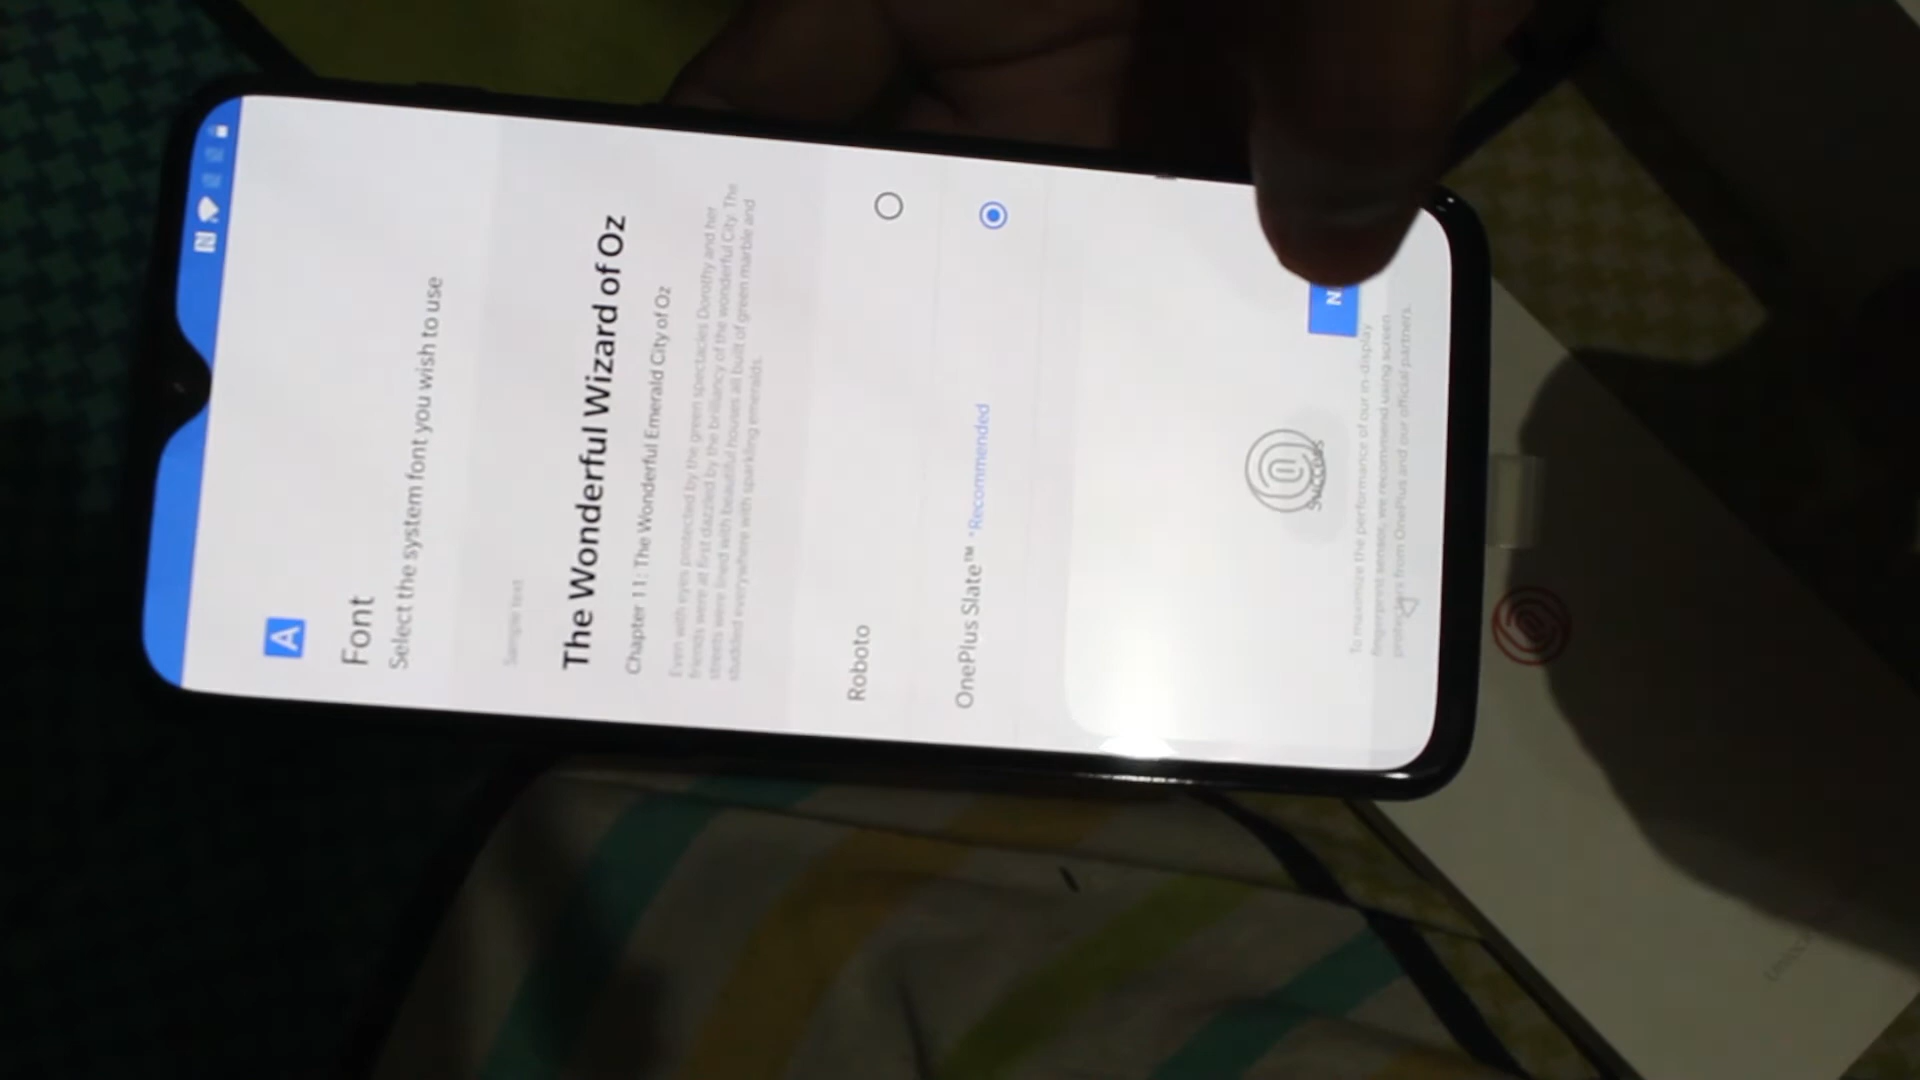 Font
Select the system font you wish to use
Sample text
The Wonderful Wizard of Oz
Chapter 11: The Wonderful Emerald City of Oz
Even with eyes protected by the green spectacles Dorothy and her
friends were at first dazzled by the brilliancy of the wonderful City. The
streets were lined with beautiful houses all built of green marble and
studded everywhere with sparkling emeralds.
Roboto
OnePlus Slate™ *Recommended
N
To maximize the performance of our in-display
fingerprint sensor, we recommend using screen
protectors from OnePlus and our official partners.